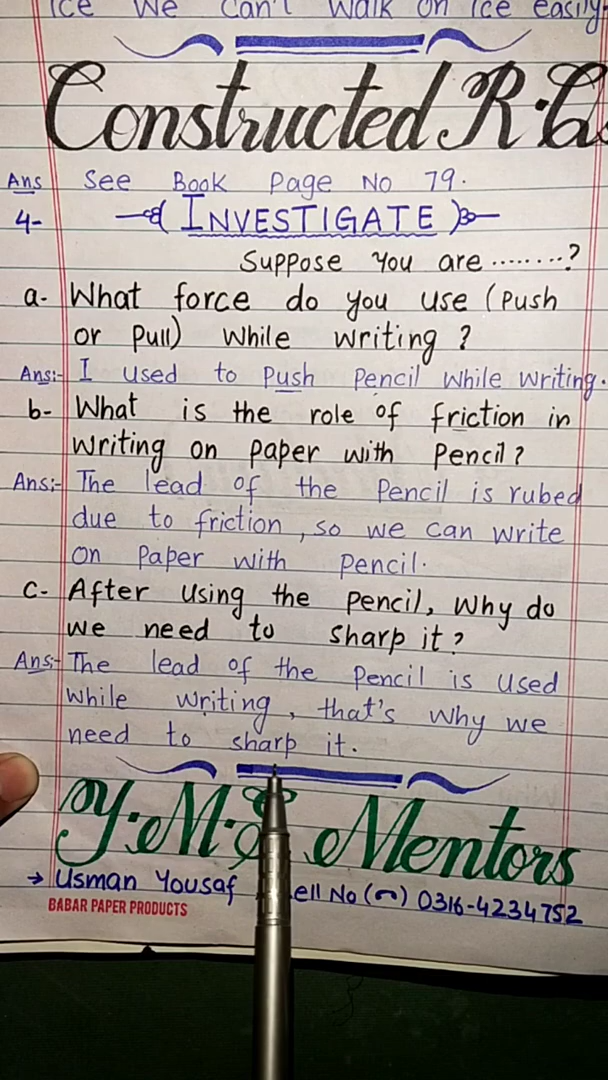 Ice We Can't Walk on ice easily
Constructed R.Q
Ans See Book Page No 79.
4- INVESTIGATE
Suppose You are ........?
a- What force do you use (Push
or Pull) while writing ?
Ans:- I used to Push Pencil while writing.
b- What is the role of friction in
writing on paper with Pencil?
Ans:- The lead of the Pencil is rubed
due to friction, so we can write
on Paper with Pencil.
c- After using the pencil, Why do
we need to sharp it?
Ans:- The lead of the Pencil is used
while writing, that's why we
need to sharp it.
Y.M.S Mentors
→ Usman Yousaf ell No () 0316-4234752
BABAR PAPER PRODUCTS